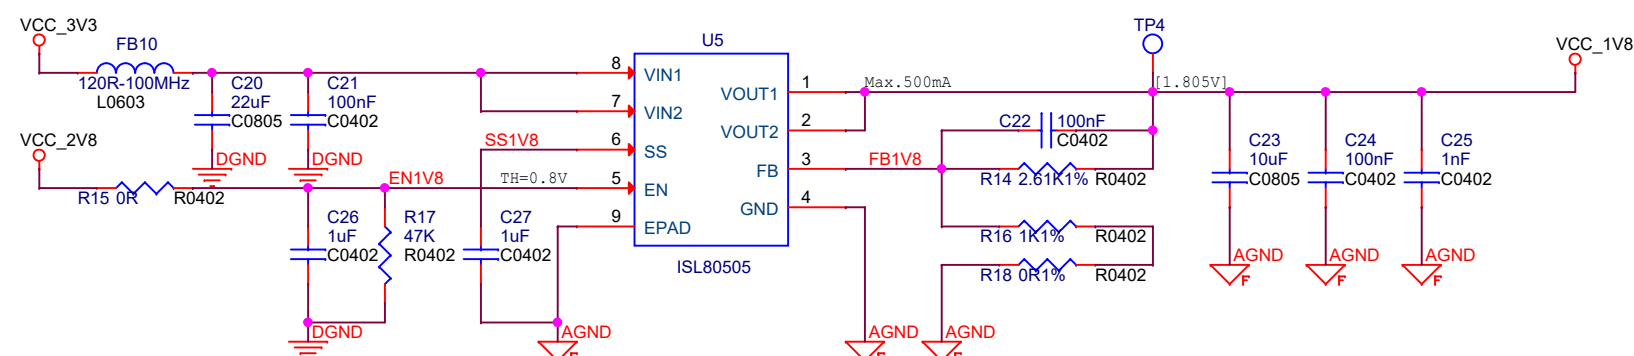 VCC_3V3
FB10
120R-100MHz
L0603
C20
22uF
C0805
C21
100nF
C0402
DGND
DGND
VCC_2V8
R15 0R
R0402
EN1V8
TH=0.8V
SS1V8
C26
1uF
C0402
R17
47K
R0402
C27
1uF
C0402
DGND
AGND
U5
8
VIN1
7
VIN2
6
SS
5
EN
9
EPAD
VOUT1
1
VOUT2
2
FB
3
GND
4
ISL80505
Max.500mA
TP4
[1.805V]
VCC_1V8
C22
100nF
C0402
FB1V8
R14 2.61K1%
R0402
R16 1K1%
R0402
R18 0R1%
R0402
AGND
AGND
C23
10uF
C0805
C24
100nF
C0402
C25
1nF
C0402
AGND
AGND
AGND
F
F
F
F
F
F